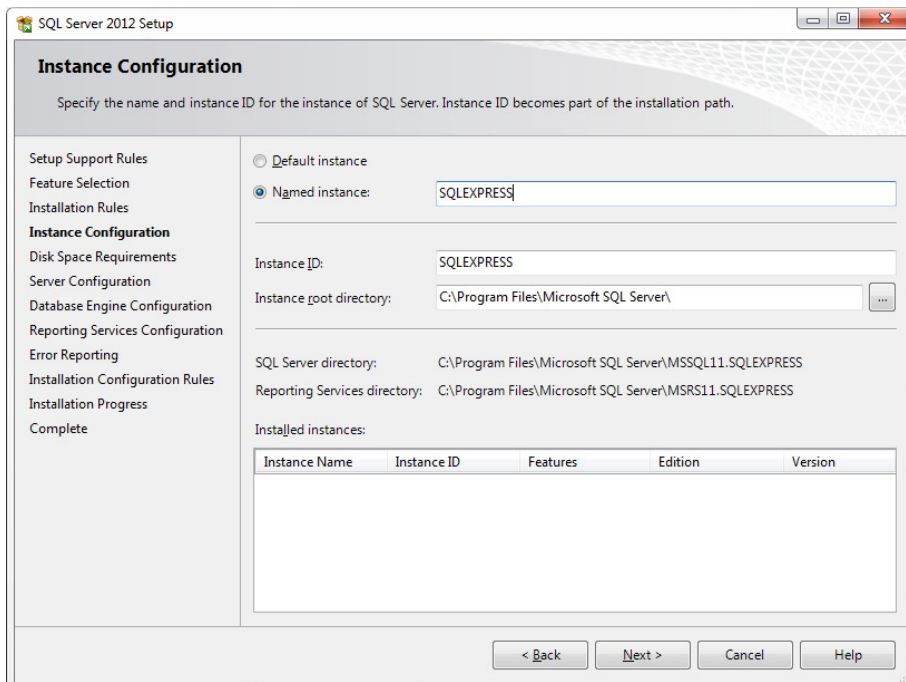 SQL Server 2012 Setup
Instance Configuration
Specify the name and instance ID for the instance of SQL Server. Instance ID becomes part of the installation path.
Setup Support Rules
Feature Selection
Installation Rules
Instance Configuration
Disk Space Requirements
Server Configuration
Database Engine Configuration
Reporting Services Configuration
Error Reporting
Installation Configuration Rules
Installation Progress
Complete
Default instance
Named instance: SQLEXPRESS
Instance ID: SQLEXPRESS
Instance root directory: C:\Program Files\Microsoft SQL Server\ ...
SQL Server directory: C:\Program Files\Microsoft SQL Server\MSSQL11.SQLEXPRESS
Reporting Services directory: C:\Program Files\Microsoft SQL Server\MSRS11.SQLEXPRESS
Installed instances:
Instance Name Instance ID Features Edition Version
< Back Next > Cancel Help